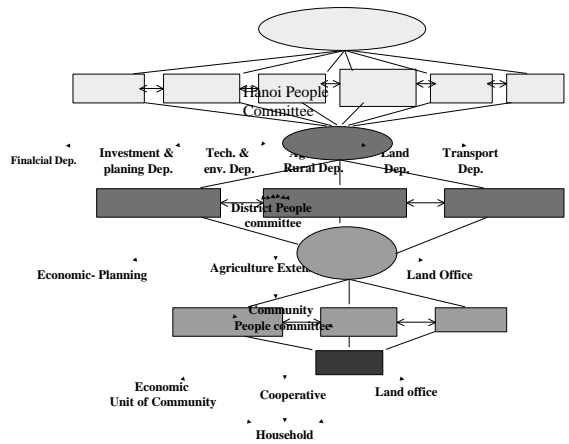 Hanoi People
Committee
Finalcial Dep.
Investment &
planing Dep.
Tech. &
env. Dep.
Rural Dep.
Land
Dep.
Transport
Dep.
District People
committee
Economic- Planning
Agriculture
Land Office
Community
People committee
Economic
Unit of Community
Cooperative
Land office
Household